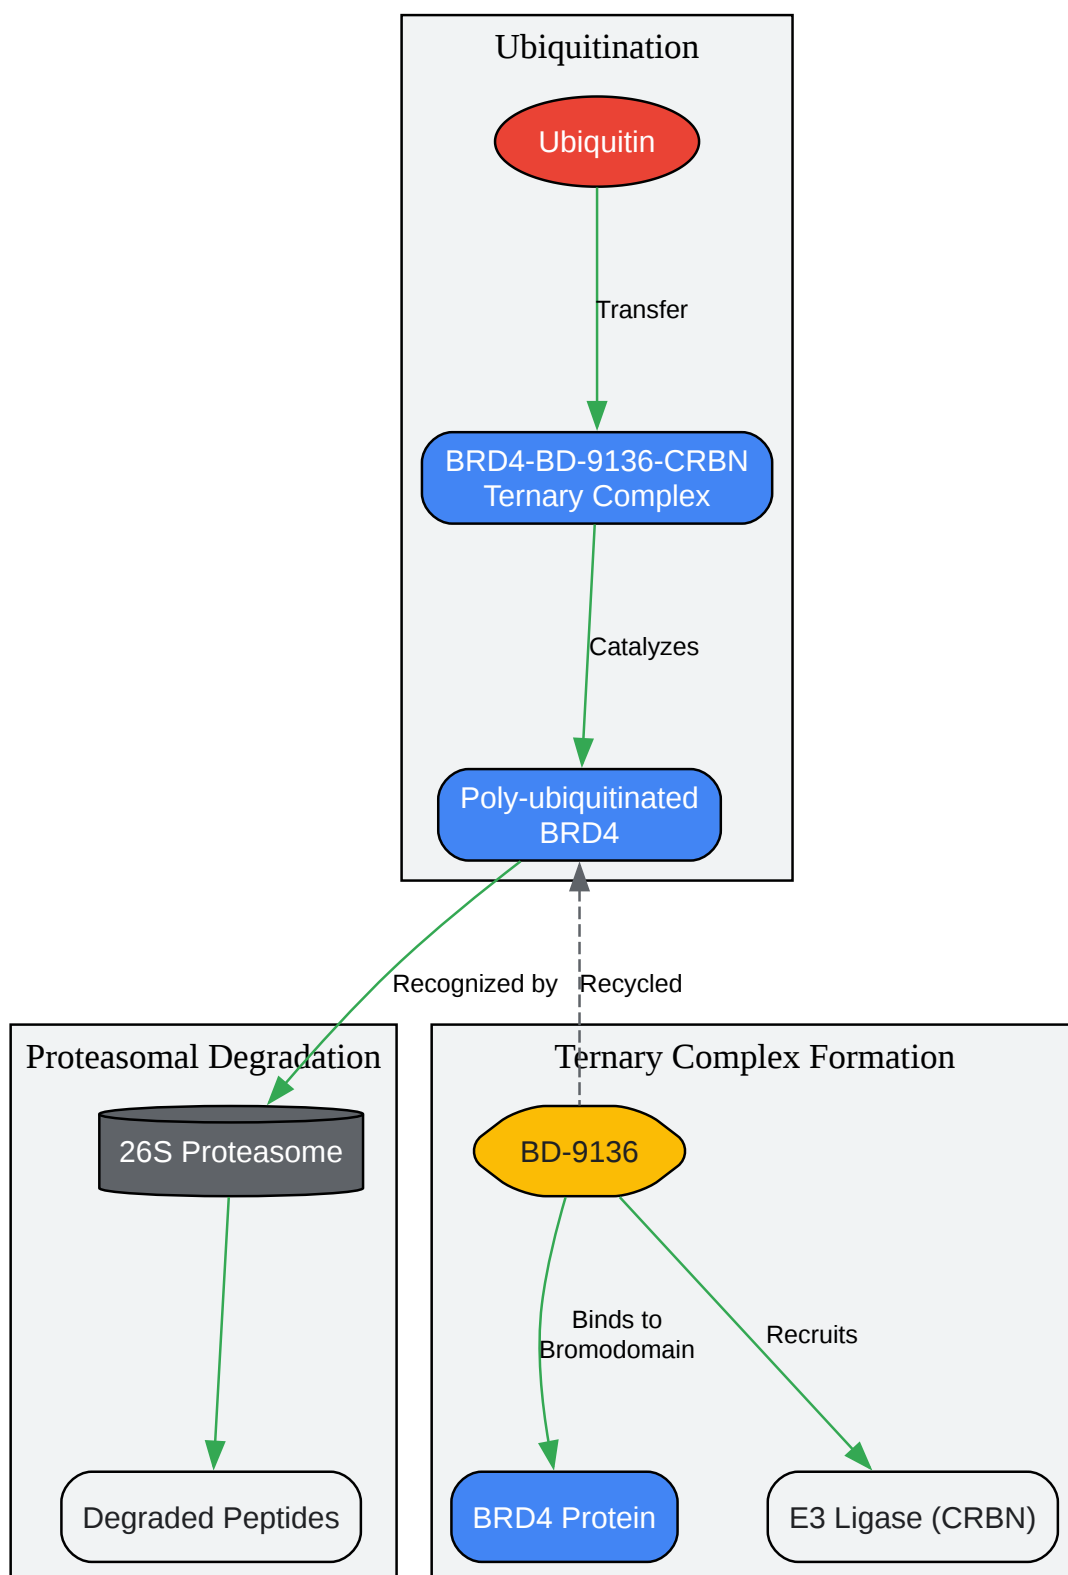 Ubiquitination
Ubiquitin
Transfer
BRD4-BD-9136-CRBN
Ternary Complex
Catalyzes
Poly-ubiquitinated
BRD4
Recognized by
Recycled
Proteasomal Degradation
26S Proteasome
Degraded Peptides
Ternary Complex Formation
BD-9136
Binds to
Bromodomain
Recruits
BRD4 Protein
E3 Ligase (CRBN)